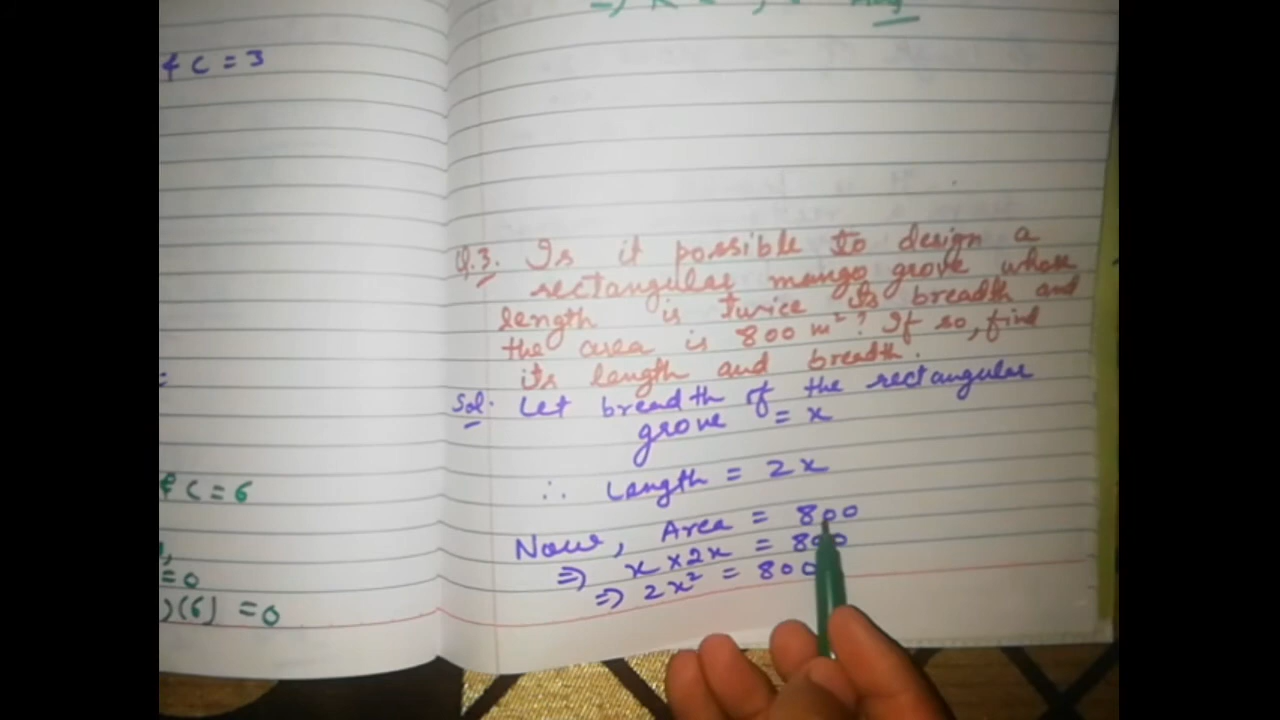 & C = 3
& C = 6
= 0
)(6) = 0
Q.3. Is it possible to design a
rectangular mango grove whose
length is twice its breadth and
the area is 800 m²? If so, find
its length and breadth.
Sol. Let breadth of the rectangular
grove = x
∴ Length = 2x
Now, Area = 800
⇒ x × 2x = 800
⇒ 2x² = 800